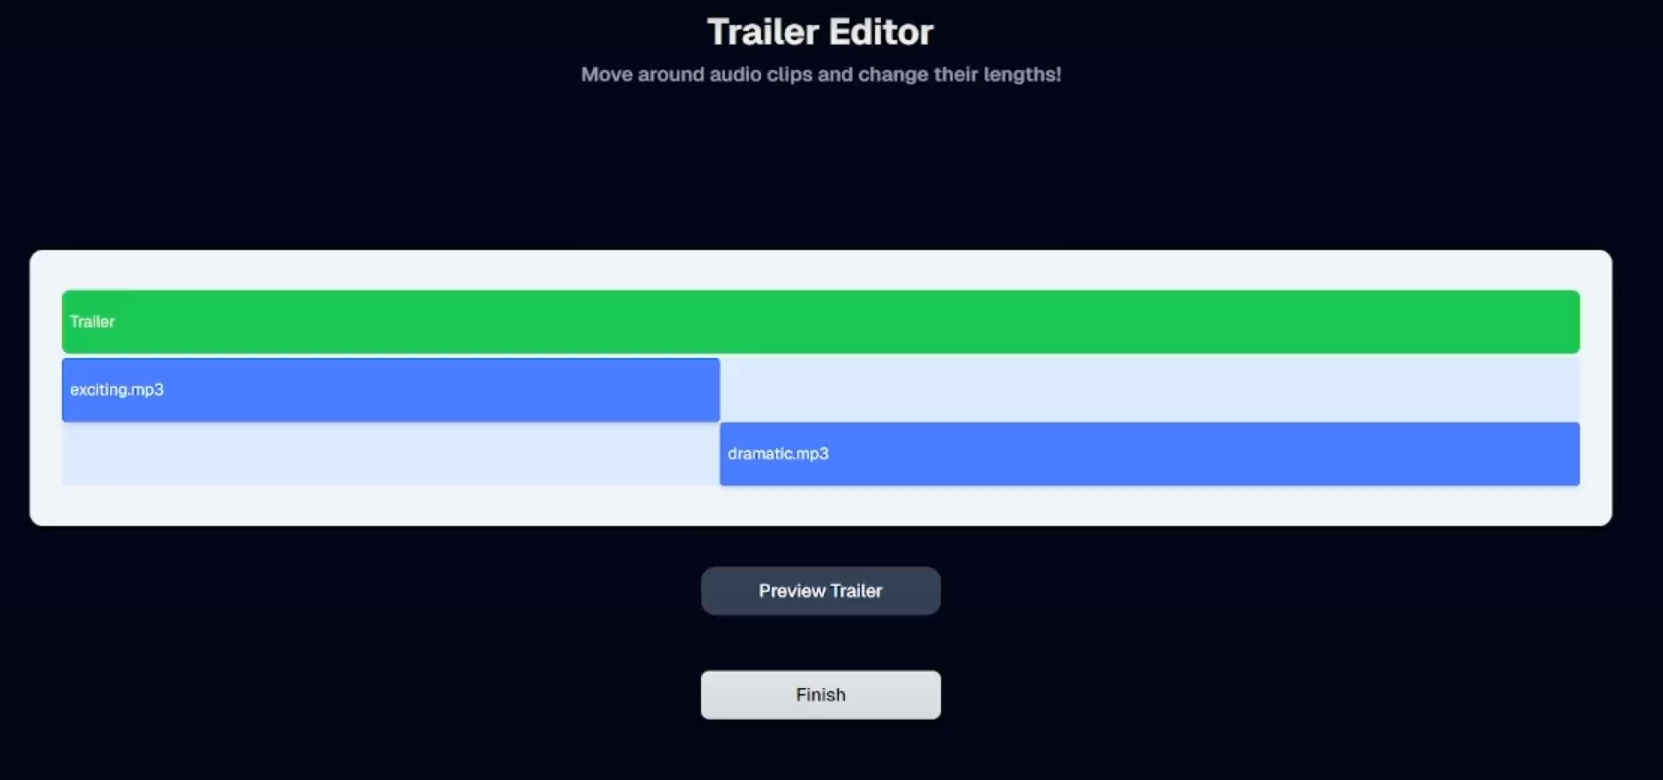 Trailer Editor
Move around audio clips and change their lengths!
Trailer
exciting.mp3
dramatic.mp3
Preview Trailer
Finish